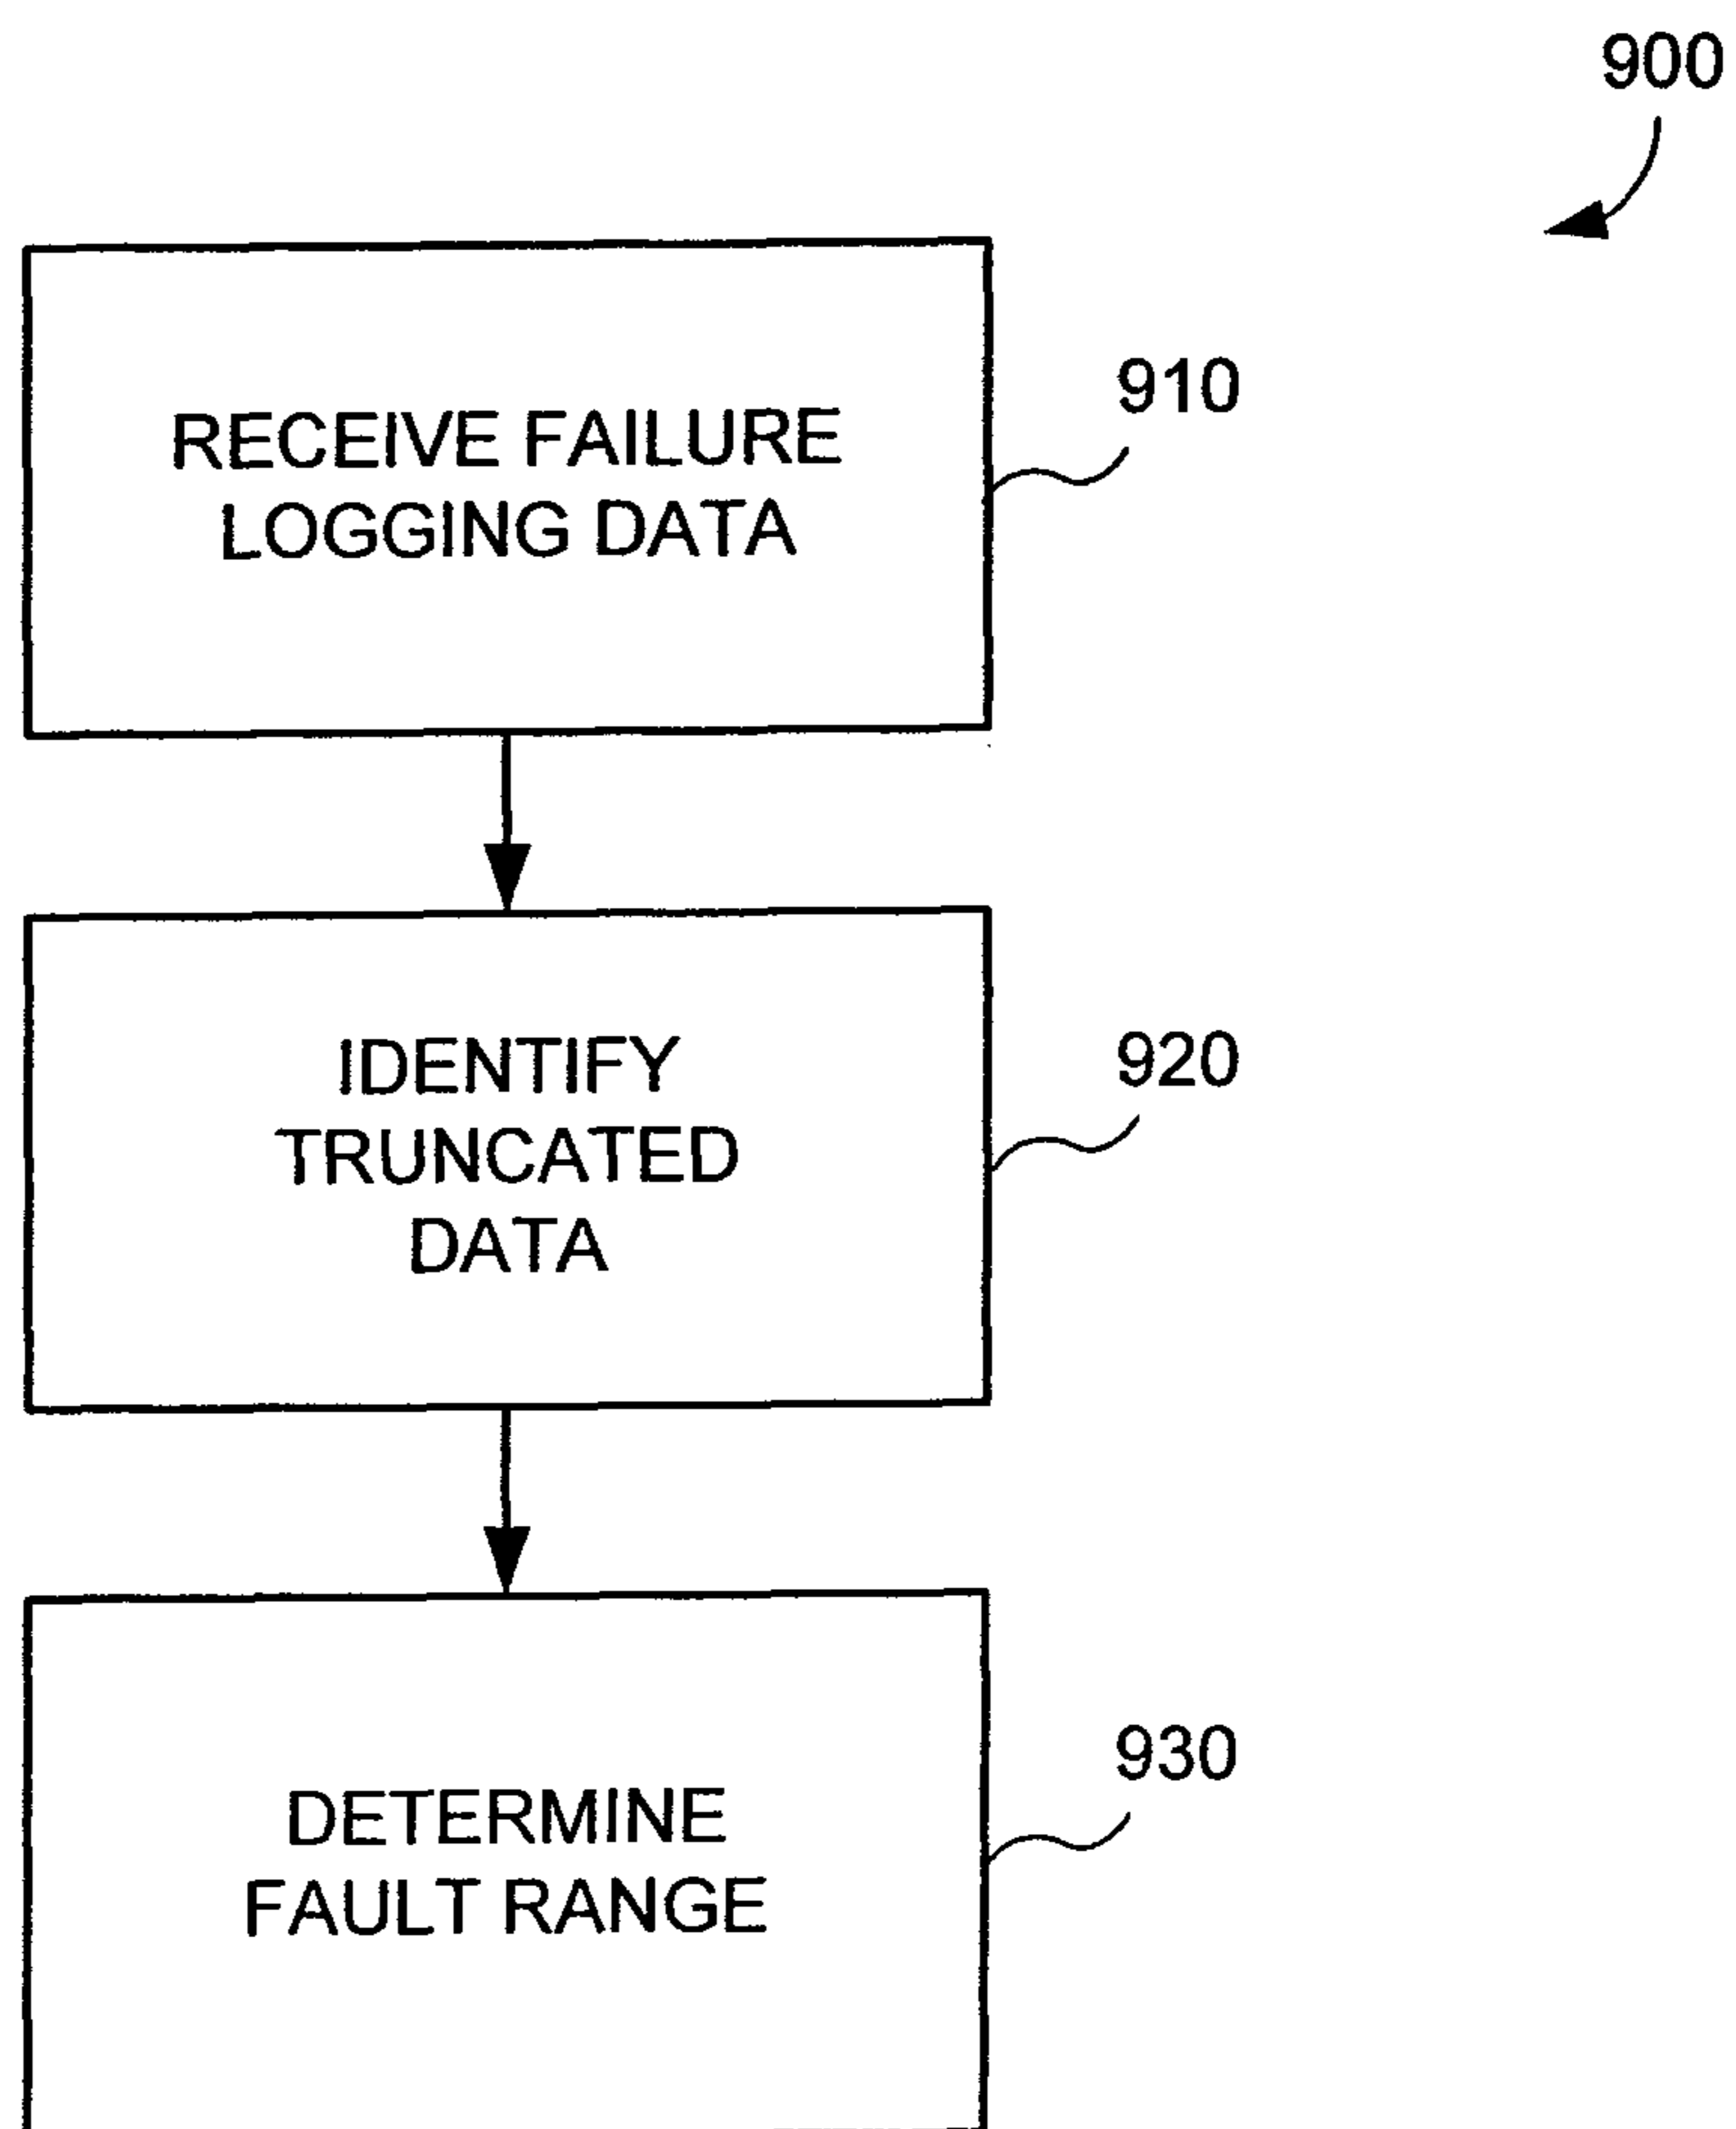 900
RECEIVE FAILURE
LOGGING DATA
910
IDENTIFY
TRUNCATED
DATA
920
DETERMINE
FAULT RANGE
930